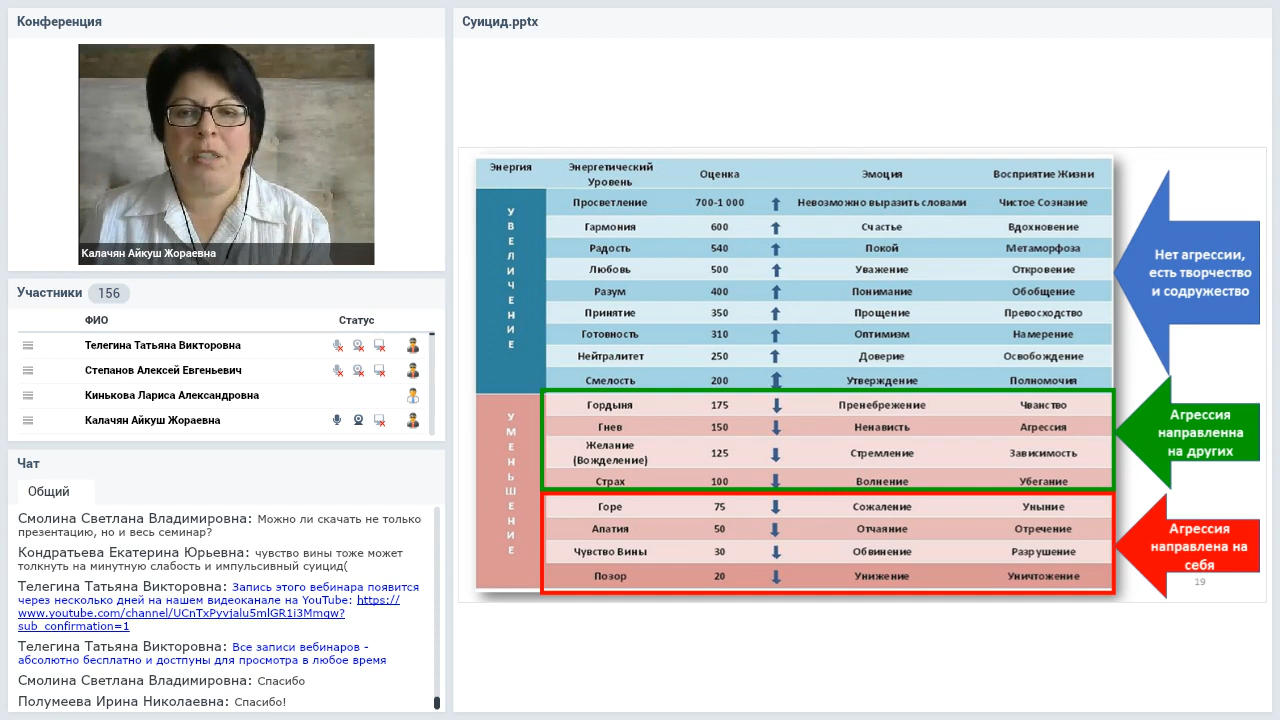 Конференция
Калачян Айкуш Жораевна
Участники 156
ФИО Статус
Телегина Татьяна Викторовна
Степанов Алексей Евгеньевич
Кинькова Лариса Александровна
Калачян Айкуш Жораевна
Чат
Общий
Смолина Светлана Владимировна: Можно ли скачать не только
презентацию, но и весь семинар?
Кондратьева Екатерина Юрьевна: чувство вины тоже может
толкнуть на минутную слабость и импульсивный суицид(
Телегина Татьяна Викторовна: Запись этого вебинара появится
через несколько дней на нашем видеоканале на YouTube: https://
www.youtube.com/channel/UCnTxPyvjalu5mlGR1i3Mmqw?
sub_confirmation=1
Телегина Татьяна Викторовна: Все записи вебинаров -
абсолютно бесплатно и достпуны для просмотра в любое время
Смолина Светлана Владимировна: Спасибо
Полумеева Ирина Николаевна: Спасибо!
Суицид.pptx
Энергия Энергетический Уровень Оценка Эмоция Восприятие Жизни
УВЕЛИЧЕНИЕ
Просветление 700-1 000 Невозможно выразить словами Чистое Сознание
Гармония 600 Счастье Вдохновение
Радость 540 Покой Метаморфоза
Любовь 500 Уважение Откровение
Разум 400 Понимание Обобщение
Принятие 350 Прощение Превосходство
Готовность 310 Оптимизм Намерение
Нейтралитет 250 Доверие Освобождение
Смелость 200 Утверждение Полномочия
УМЕНЬШЕНИЕ
Гордыня 175 Пренебрежение Чванство
Гнев 150 Ненависть Агрессия
Желание
(Вожделение) 125 Стремление Зависимость
Страх 100 Волнение Убегание
Горе 75 Сожаление Уныние
Апатия 50 Отчаяние Отречение
Чувство Вины 30 Обвинение Разрушение
Позор 20 Унижение Уничтожение
Нет агрессии,
есть творчество
и содружество
Агрессия
направленна
на других
Агрессия
направлена на
себя
19